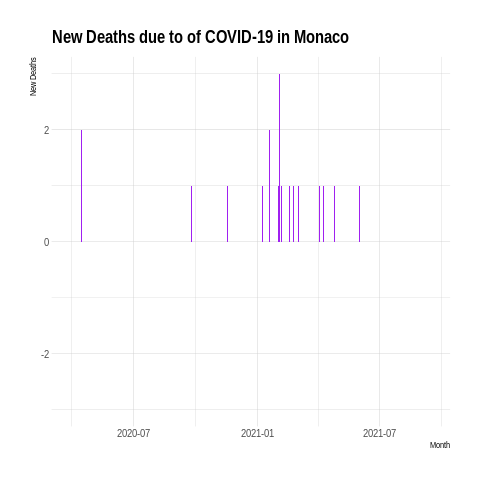 New Deaths due to of COVID-19 in Monaco
New Deaths
2
0
-2
2020-07
2021-01
2021-07
Month